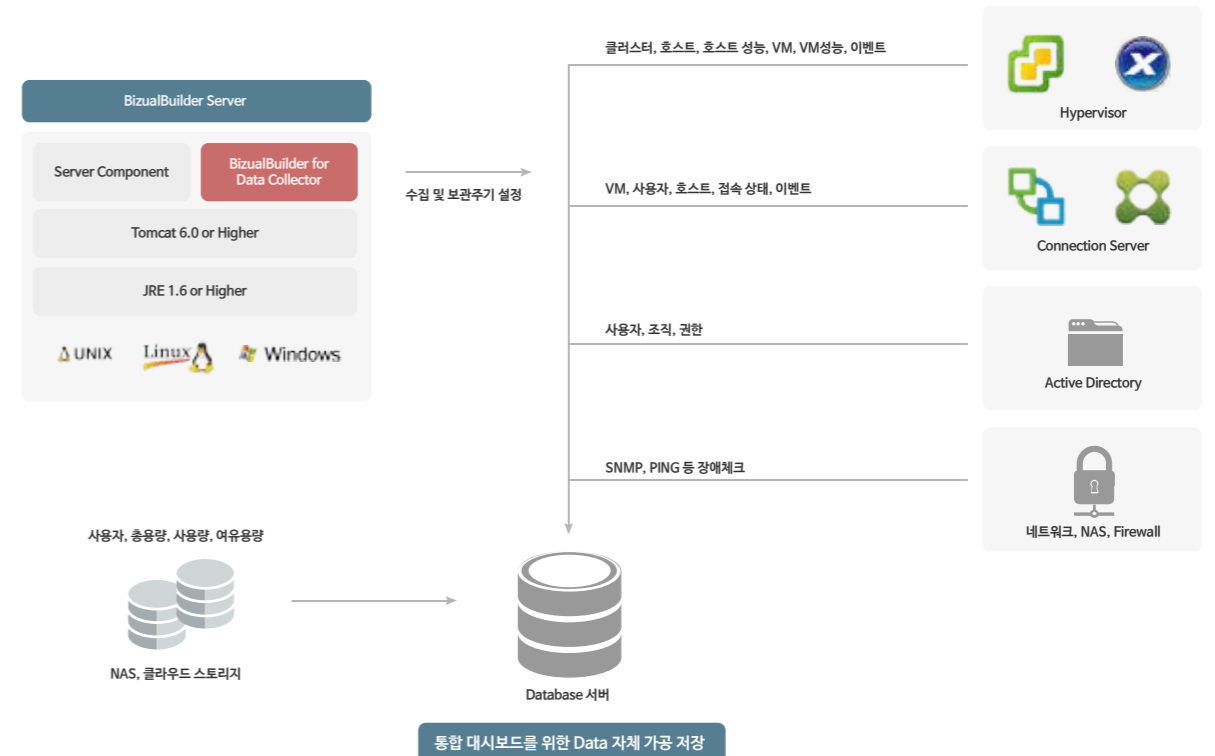 BizualBuilder Server
Server Component
BizualBuilder for
Data Collector
Tomcat 6.0 or Higher
JRE 1.6 or Higher
UNIX
Linux
Windows
수집 및 보관주기 설정
클러스터, 호스트, 호스트 성능, VM, VM성능, 이벤트
Hypervisor
VM, 사용자, 호스트, 접속 상태, 이벤트
Connection Server
사용자, 조직, 권한
Active Directory
SNMP, PING 등 장애체크
네트워크, NAS, Firewall
사용자, 총용량, 사용량, 여유용량
NAS, 클라우드 스토리지
Database 서버
통합 대시보드를 위한 Data 자체 가공 저장